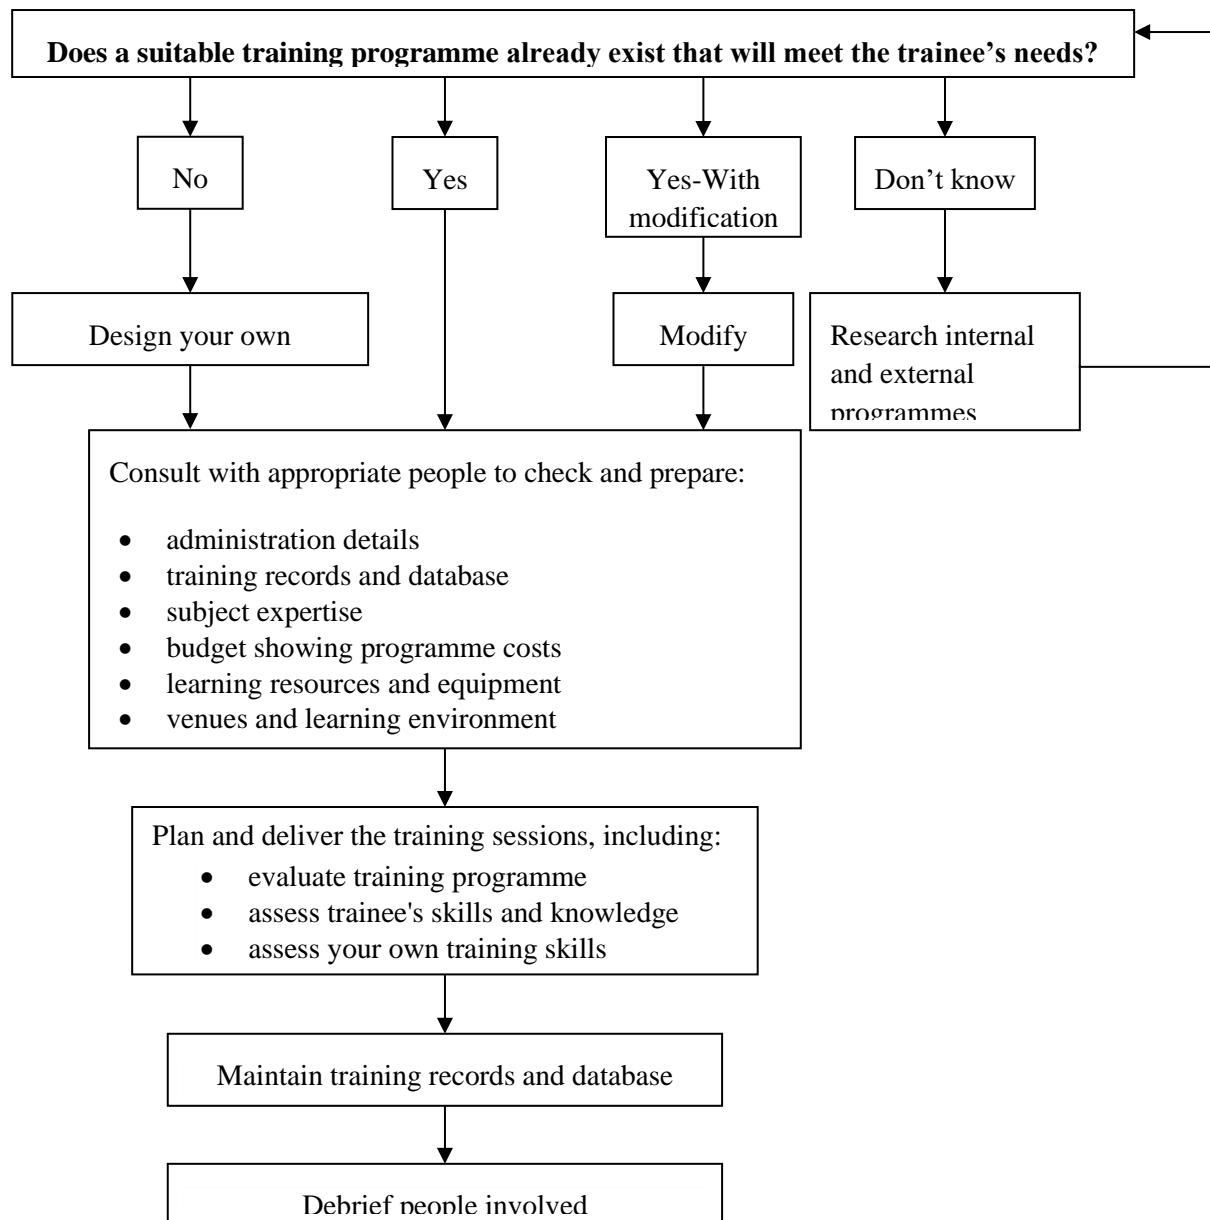 Does a suitable training programme already exist that will meet the trainee’s needs?
No
Yes
Yes-With
modification
Don’t know
Design your own
Modify
Research internal
and external
programmes
Consult with appropriate people to check and prepare:
• administration details
• training records and database
• subject expertise
• budget showing programme costs
• learning resources and equipment
• venues and learning environment
Plan and deliver the training sessions, including:
• evaluate training programme
• assess trainee's skills and knowledge
• assess your own training skills
Maintain training records and database
Debrief people involved